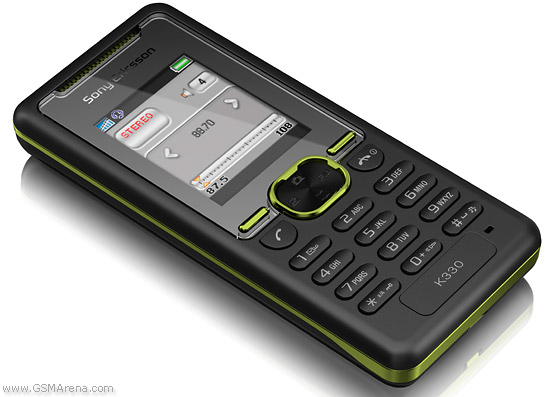 Sony Ericsson
4
STEREO
88.70
87.5
108
1
2 ABC
3 DEF
4 GHI
5 JKL
6 MNO
7 PQRS
8 TUV
9 WXYZ
*
0 +
#
K330
www.GSMArena.com